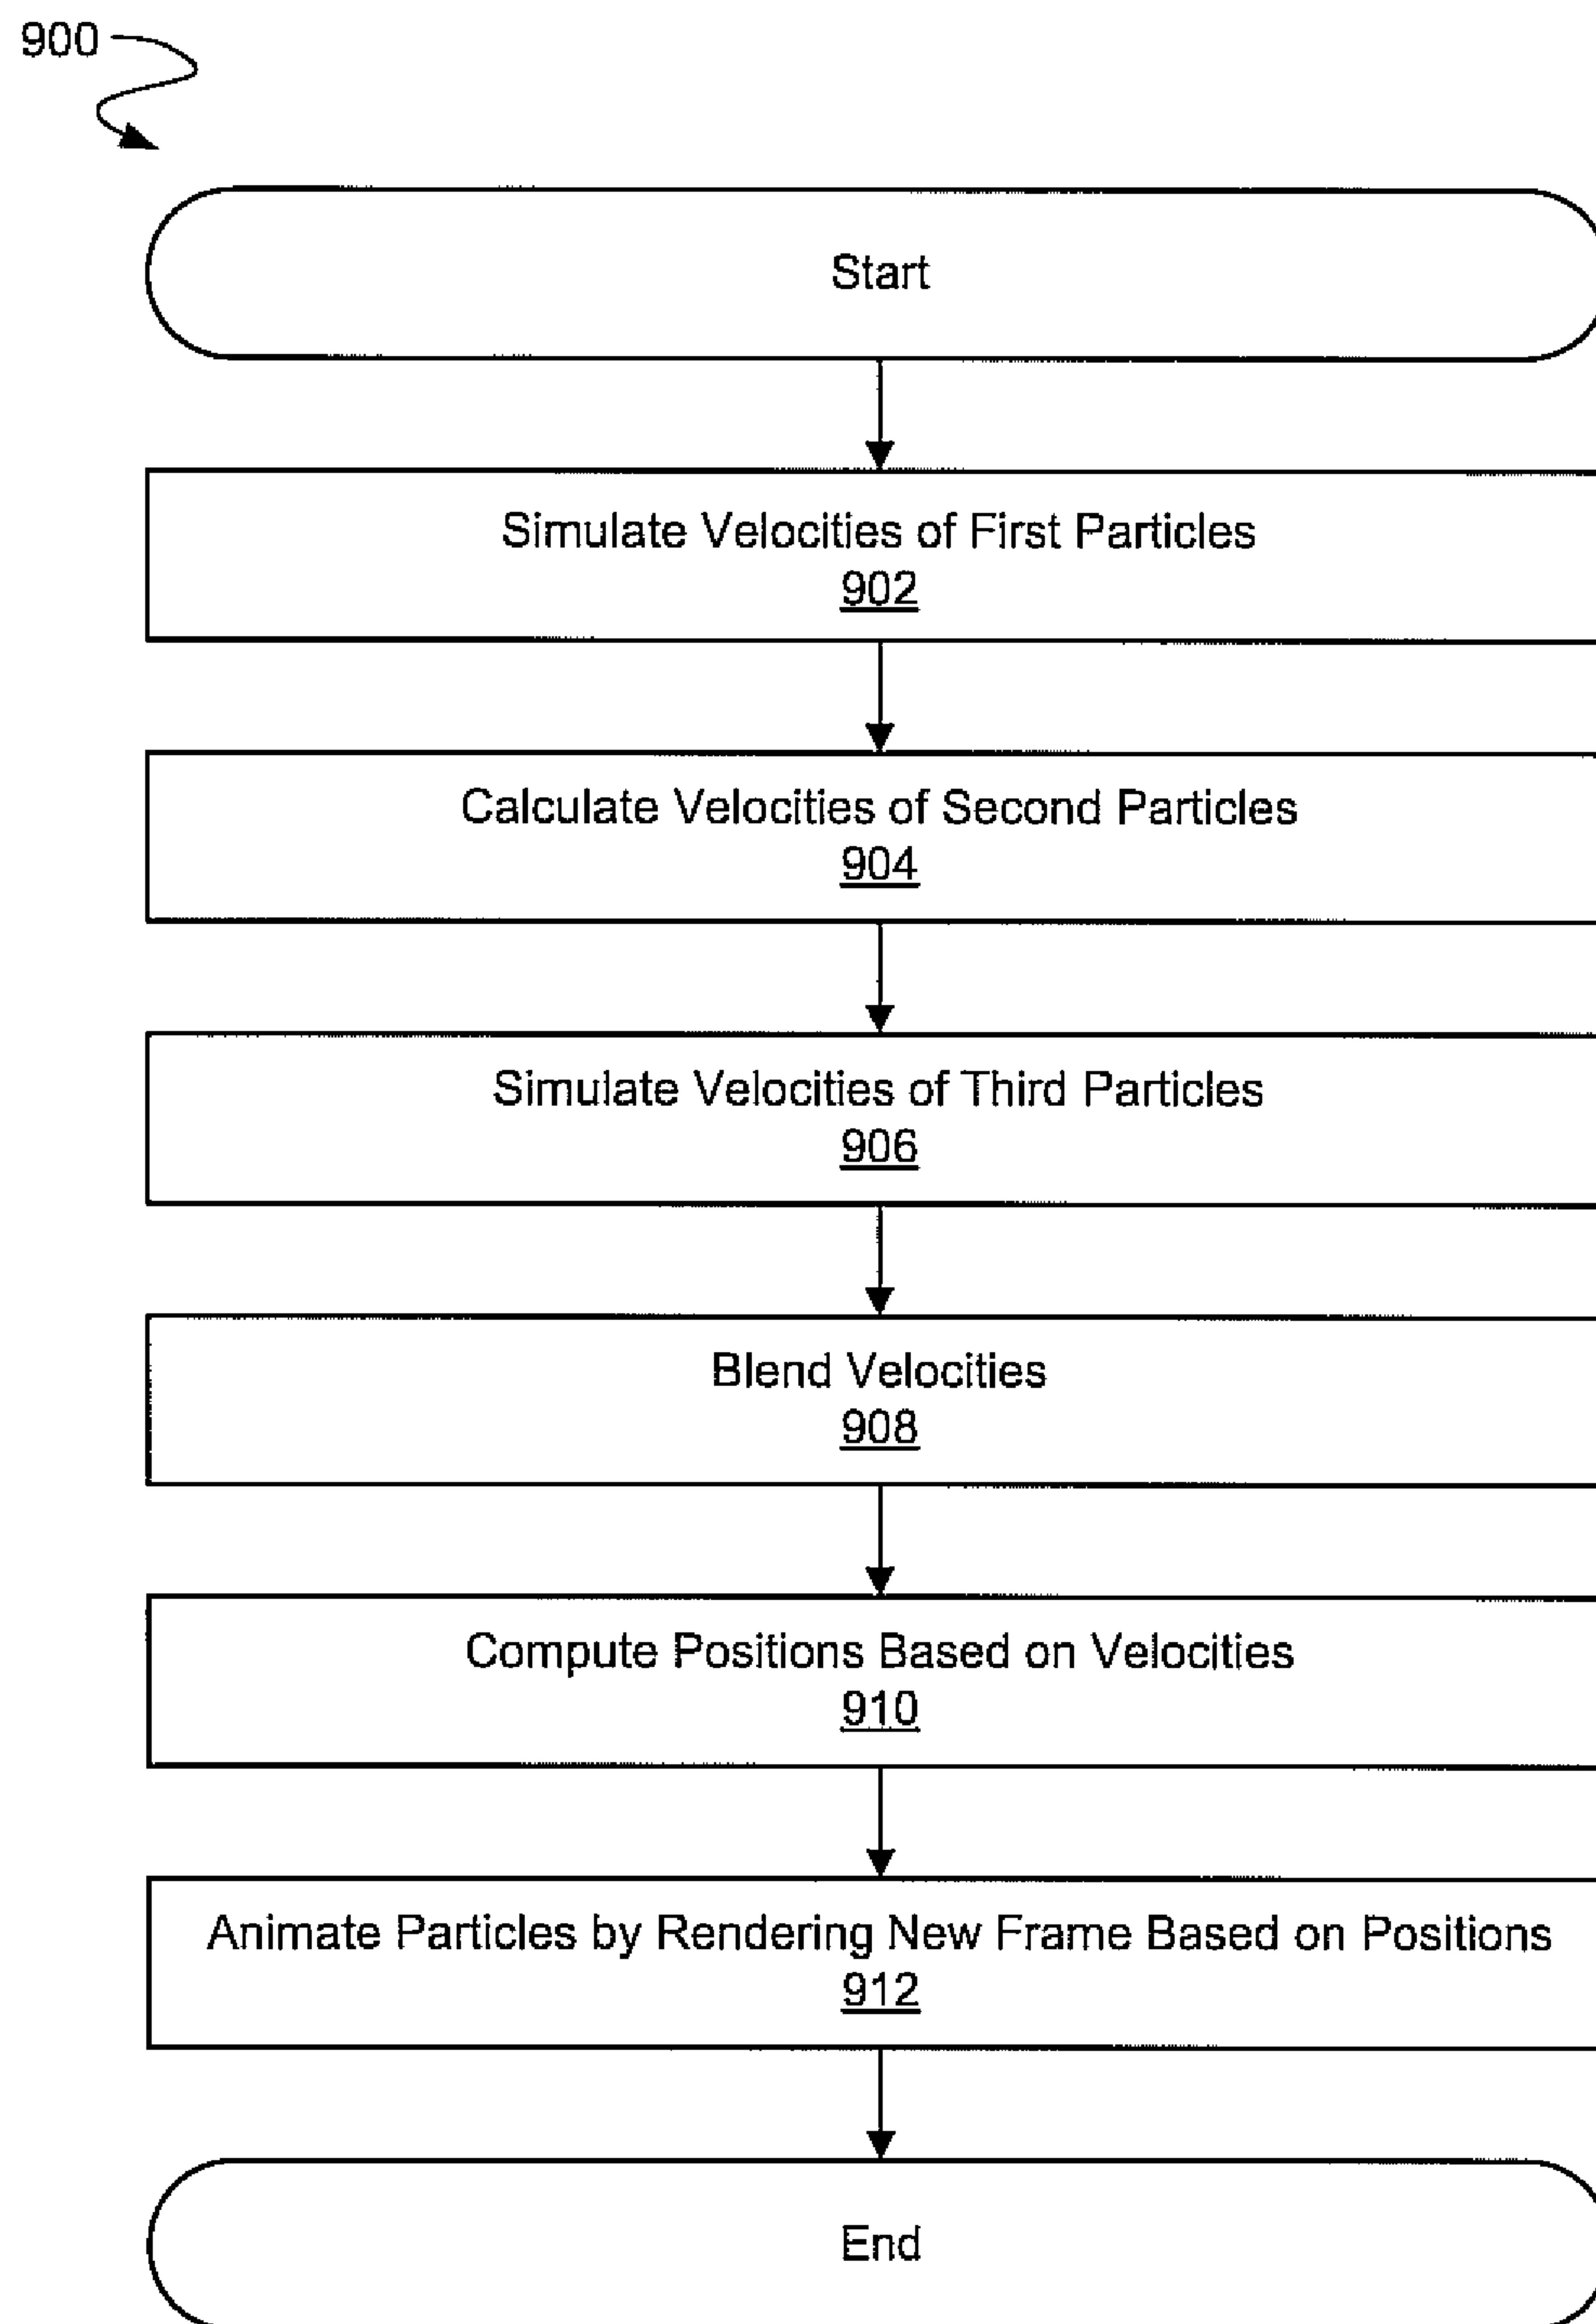 900
Start
Simulate Velocities of First Particles
902
Calculate Velocities of Second Particles
904
Simulate Velocities of Third Particles
906
Blend Velocities
908
Compute Positions Based on Velocities
910
Animate Particles by Rendering New Frame Based on Positions
912
End